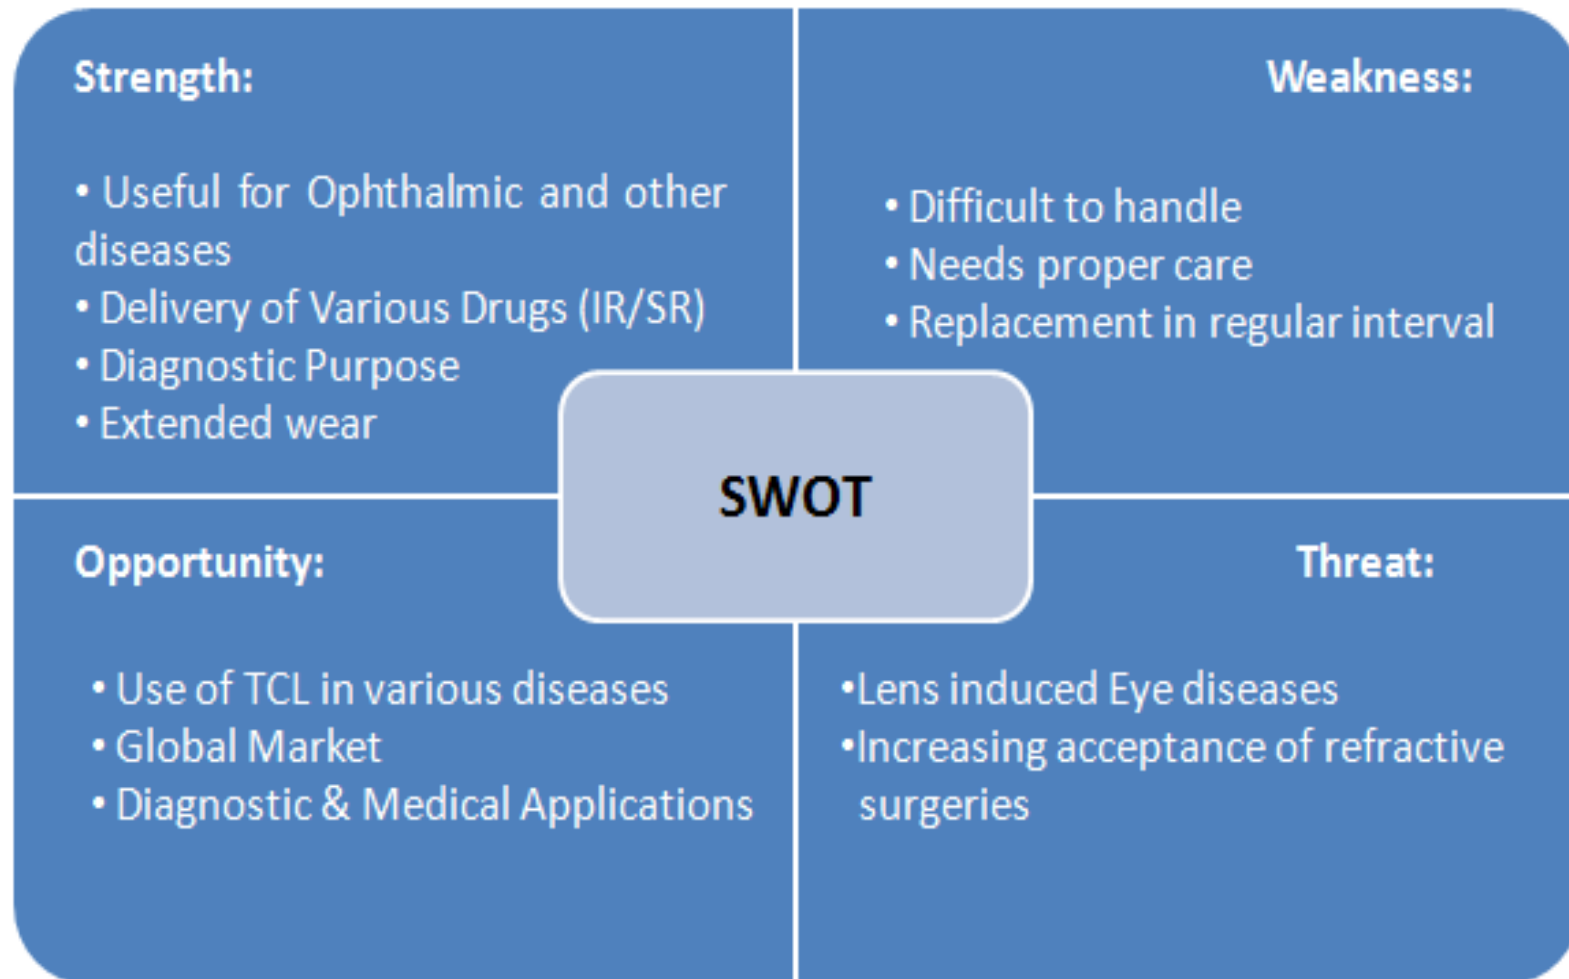 Strength:
• Useful for Ophthalmic and other
diseases
• Delivery of Various Drugs (IR/SR)
• Diagnostic Purpose
• Extended wear
Weakness:
• Difficult to handle
• Needs proper care
• Replacement in regular interval
SWOT
Opportunity:
• Use of TCL in various diseases
• Global Market
• Diagnostic & Medical Applications
Threat:
•Lens induced Eye diseases
•Increasing acceptance of refractive
surgeries